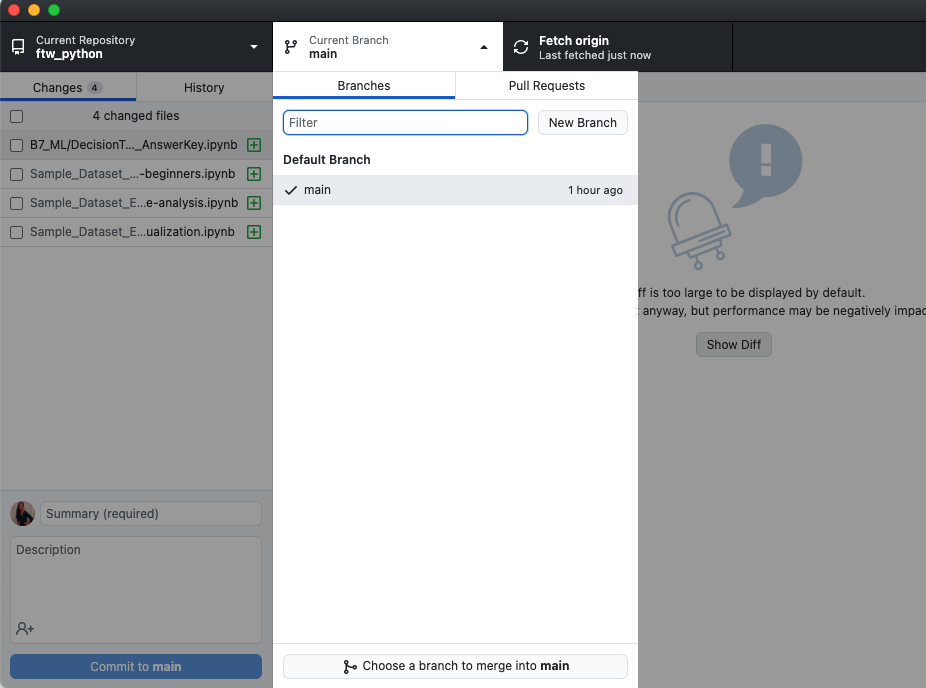 Current Repository
ftw_python
Current Branch
main
Fetch origin
Last fetched just now
Changes 4
History
4 changed files
B7_ML/DecisionT..._AnswerKey.ipynb
Sample_Dataset_...-beginners.ipynb
Sample_Dataset_E...e-analysis.ipynb
Sample_Dataset_E...ualization.ipynb
Summary (required)
Description
Commit to main
Branches
Pull Requests
Filter
New Branch
Default Branch
main
1 hour ago
Choose a branch to merge into main
ff is too large to be displayed by default.
anyway, but performance may be negatively impac
Show Diff